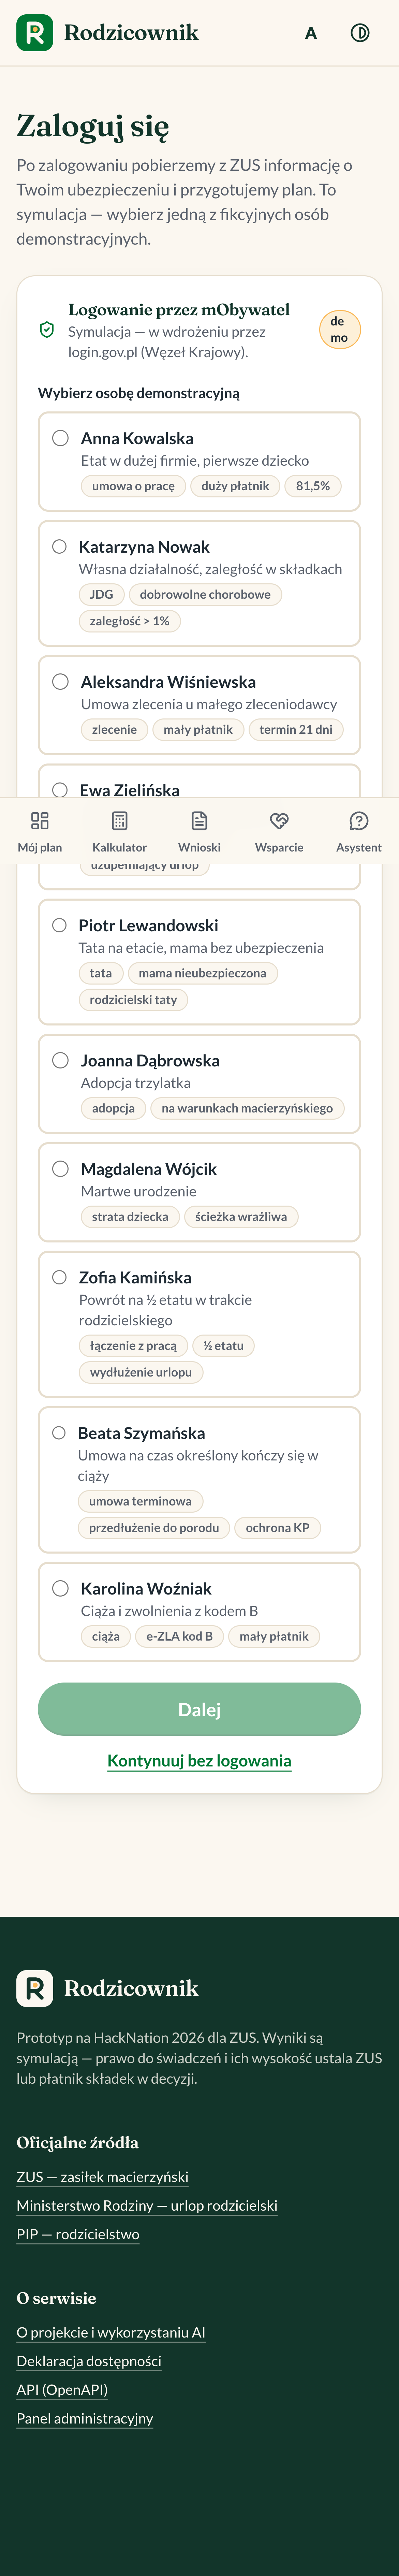 Rodzicownik
A
Zaloguj się
Po zalogowaniu pobierzemy z ZUS informację o
Twoim ubezpieczeniu i przygotujemy plan. To
symulacja — wybierz jedną z fikcyjnych osób
demonstracyjnych.
Logowanie przez mObywatel
Symulacja — w wdrożeniu przez
login.gov.pl (Węzeł Krajowy).
de
mo
Wybierz osobę demonstracyjną
Anna Kowalska
Etat w dużej firmie, pierwsze dziecko
umowa o pracę duży płatnik 81,5%
Katarzyna Nowak
Własna działalność, zaległość w składkach
JDG dobrowolne chorobowe
zaległość > 1%
Aleksandra Wiśniewska
Umowa zlecenia u małego zleceniodawcy
zlecenie mały płatnik termin 21 dni
Ewa Zielińska
Mój plan Kalkulator Wnioski Wsparcie Asystent
uzupełniający urlop
Piotr Lewandowski
Tata na etacie, mama bez ubezpieczenia
tata mama nieubezpieczona
rodzicielski taty
Joanna Dąbrowska
Adopcja trzylatka
adopcja na warunkach macierzyńskiego
Magdalena Wójcik
Martwe urodzenie
strata dziecka ścieżka wrażliwa
Zofia Kamińska
Powrót na ½ etatu w trakcie
rodzicielskiego
łączenie z pracą ½ etatu
wydłużenie urlopu
Beata Szymańska
Umowa na czas określony kończy się w
ciąży
umowa terminowa
przedłużenie do porodu ochrona KP
Karolina Woźniak
Ciąża i zwolnienia z kodem B
ciąża e-ZLA kod B mały płatnik
Dalej
Kontynuuj bez logowania
Rodzicownik
Prototyp na HackNation 2026 dla ZUS. Wyniki są
symulacją — prawo do świadczeń i ich wysokość ustala ZUS
lub płatnik składek w decyzji.
Oficjalne źródła
ZUS — zasiłek macierzyński
Ministerstwo Rodziny — urlop rodzicielski
PIP — rodzicielstwo
O serwisie
O projekcie i wykorzystaniu AI
Deklaracja dostępności
API (OpenAPI)
Panel administracyjny